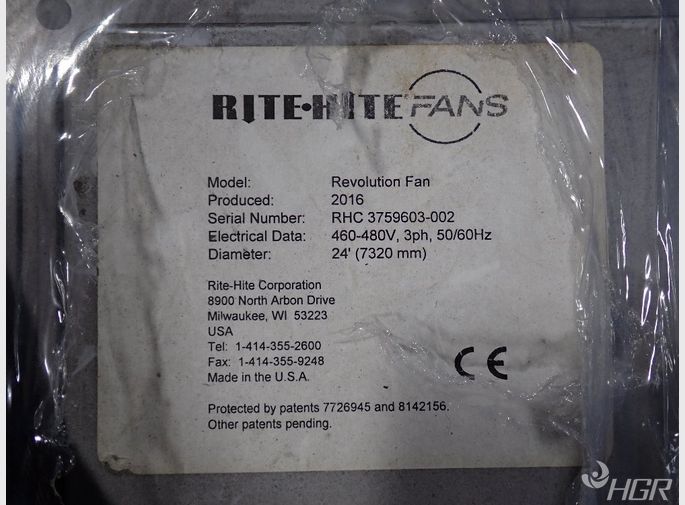 RITE•HITE FANS
Model: Revolution Fan
Produced: 2016
Serial Number: RHC 3759603-002
Electrical Data: 460-480V, 3ph, 50/60Hz
Diameter: 24' (7320 mm)
Rite-Hite Corporation
8900 North Arbon Drive
Milwaukee, WI 53223
USA
Tel: 1-414-355-2600
Fax: 1-414-355-9248
Made in the U.S.A.
CE
Protected by patents 7726945 and 8142156.
Other patents pending.
HGR